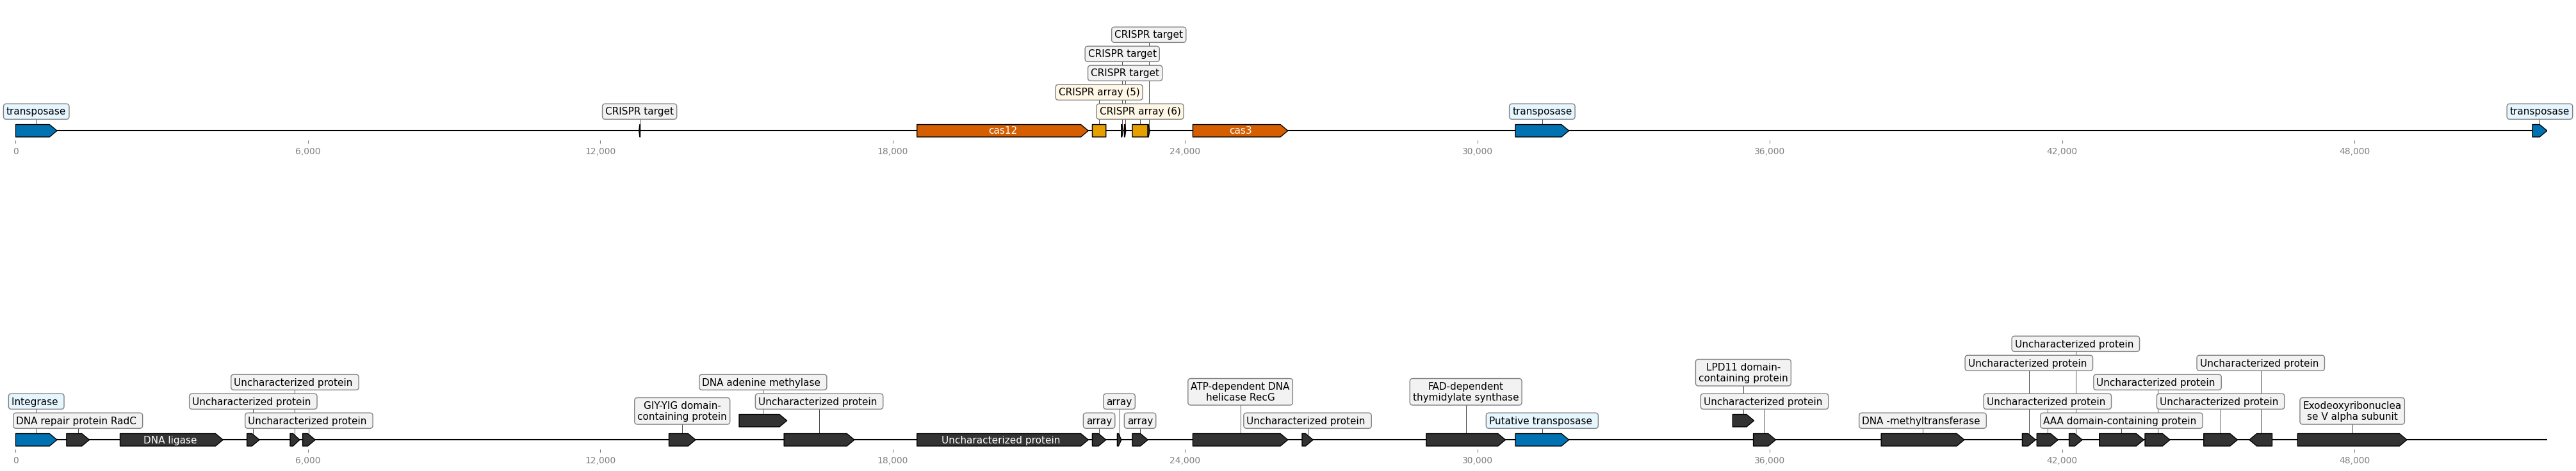 CRISPR target
CRISPR target
CRISPR target
CRISPR array (5)
transposase
CRISPR target
CRISPR array (6)
transposase
transposase
cas12
cas3
0
6,000
12,000
18,000
24,000
30,000
36,000
42,000
48,000
Uncharacterized protein
Uncharacterized protein
Uncharacterized protein
LPD11 domain-
containing protein
Uncharacterized protein
DNA adenine methylase
Uncharacterized protein
ATP-dependent DNA
helicase RecG
FAD-dependent
thymidylate synthase
Integrase
Uncharacterized protein
GIY-YIG domain-
containing protein
Uncharacterized protein
array
Uncharacterized protein
Uncharacterized protein
Uncharacterized protein
Exodeoxyribonuclea
se V alpha subunit
DNA repair protein RadC
Uncharacterized protein
array
array
Uncharacterized protein
Putative transposase
DNA -methyltransferase
AAA domain-containing protein
DNA ligase
Uncharacterized protein
0
6,000
12,000
18,000
24,000
30,000
36,000
42,000
48,000